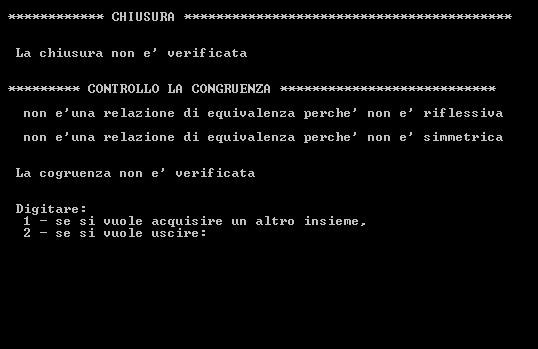 ************ CHIUSURA *****************************************
La chiusura non e' verificata
********* CONTROLLO LA CONGRUENZA ***************************
non e'una relazione di equivalenza perche' non e' riflessiva
non e'una relazione di equivalenza perche' non e' simmetrica
La cogruenza non e' verificata
Digitare:
1 - se si vuole acquisire un altro insieme,
2 - se si vuole uscire: